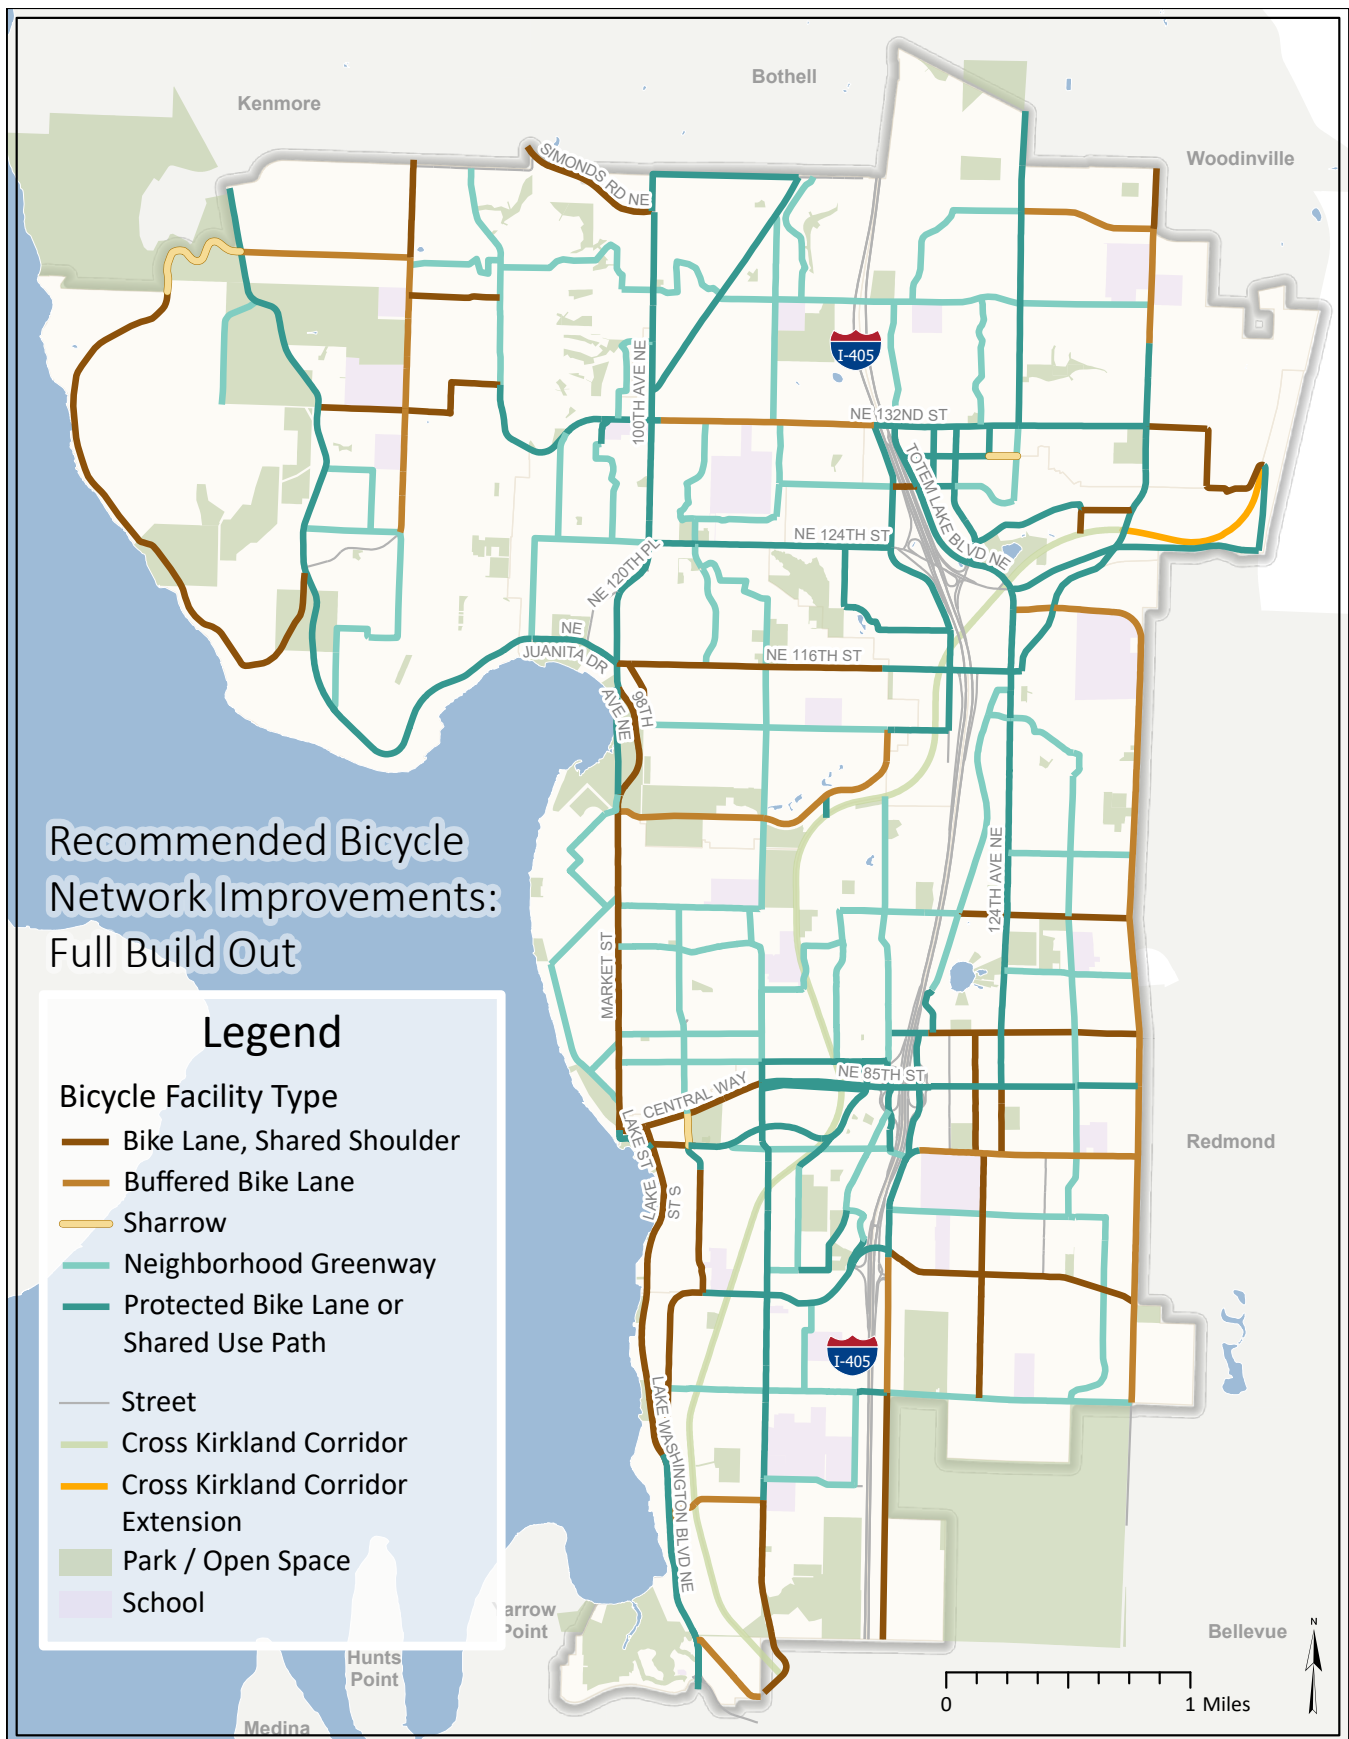 Bothell
Kenmore
Woodinville
SIMONDS RD NE
I-405
100TH AVE NE
NE 132ND ST
TOTEM LAKE BLVD NE
NE 124TH ST
NE 120TH PL
NE
JUANITA DR
NE 116TH ST
98TH
AVE NE
Recommended Bicycle
Network Improvements:
Full Build Out
124TH AVE NE
MARKET ST
NE 85TH ST
CENTRAL WAY
LAKE ST
LAKE
ST S
Redmond
I-405
LAKE WASHINGTON BLVD NE
Legend
Bicycle Facility Type
Bike Lane, Shared Shoulder
Buffered Bike Lane
Sharrow
Neighborhood Greenway
Protected Bike Lane or
Shared Use Path
Street
Cross Kirkland Corridor
Cross Kirkland Corridor
Extension
Park / Open Space
School
arrow
Point
Hunts
Point
Medina
Bellevue
N
0 1 Miles